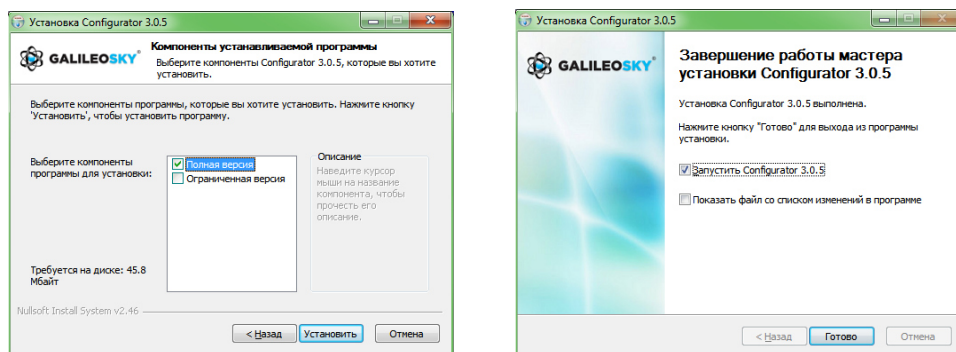 Установка Configurator 3.0.5
GALILEOSKY
Компоненты устанавливаемой программы
Выберите компоненты Configurator 3.0.5, которые вы хотите
установить.
Выберите компоненты программы, которые вы хотите установить. Нажмите кнопку
'Установить', чтобы установить программу.
Выберите компоненты
программы для установки:
Полная версия
Ограниченная версия
Описание
Наведите курсор
мыши на название
компонента, чтобы
прочесть его
описание.
Требуется на диске: 45.8
Мбайт
Nullsoft Install System v2.46
< Назад
Установить
Отмена
Установка Configurator 3.0.5
GALILEOSKY
Завершение работы мастера
установки Configurator 3.0.5
Установка Configurator 3.0.5 выполнена.
Нажмите кнопку "Готово" для выхода из программы
установки.
Запустить Configurator 3.0.5
Показать файл со списком изменений в программе
< Назад
Готово
Отмена